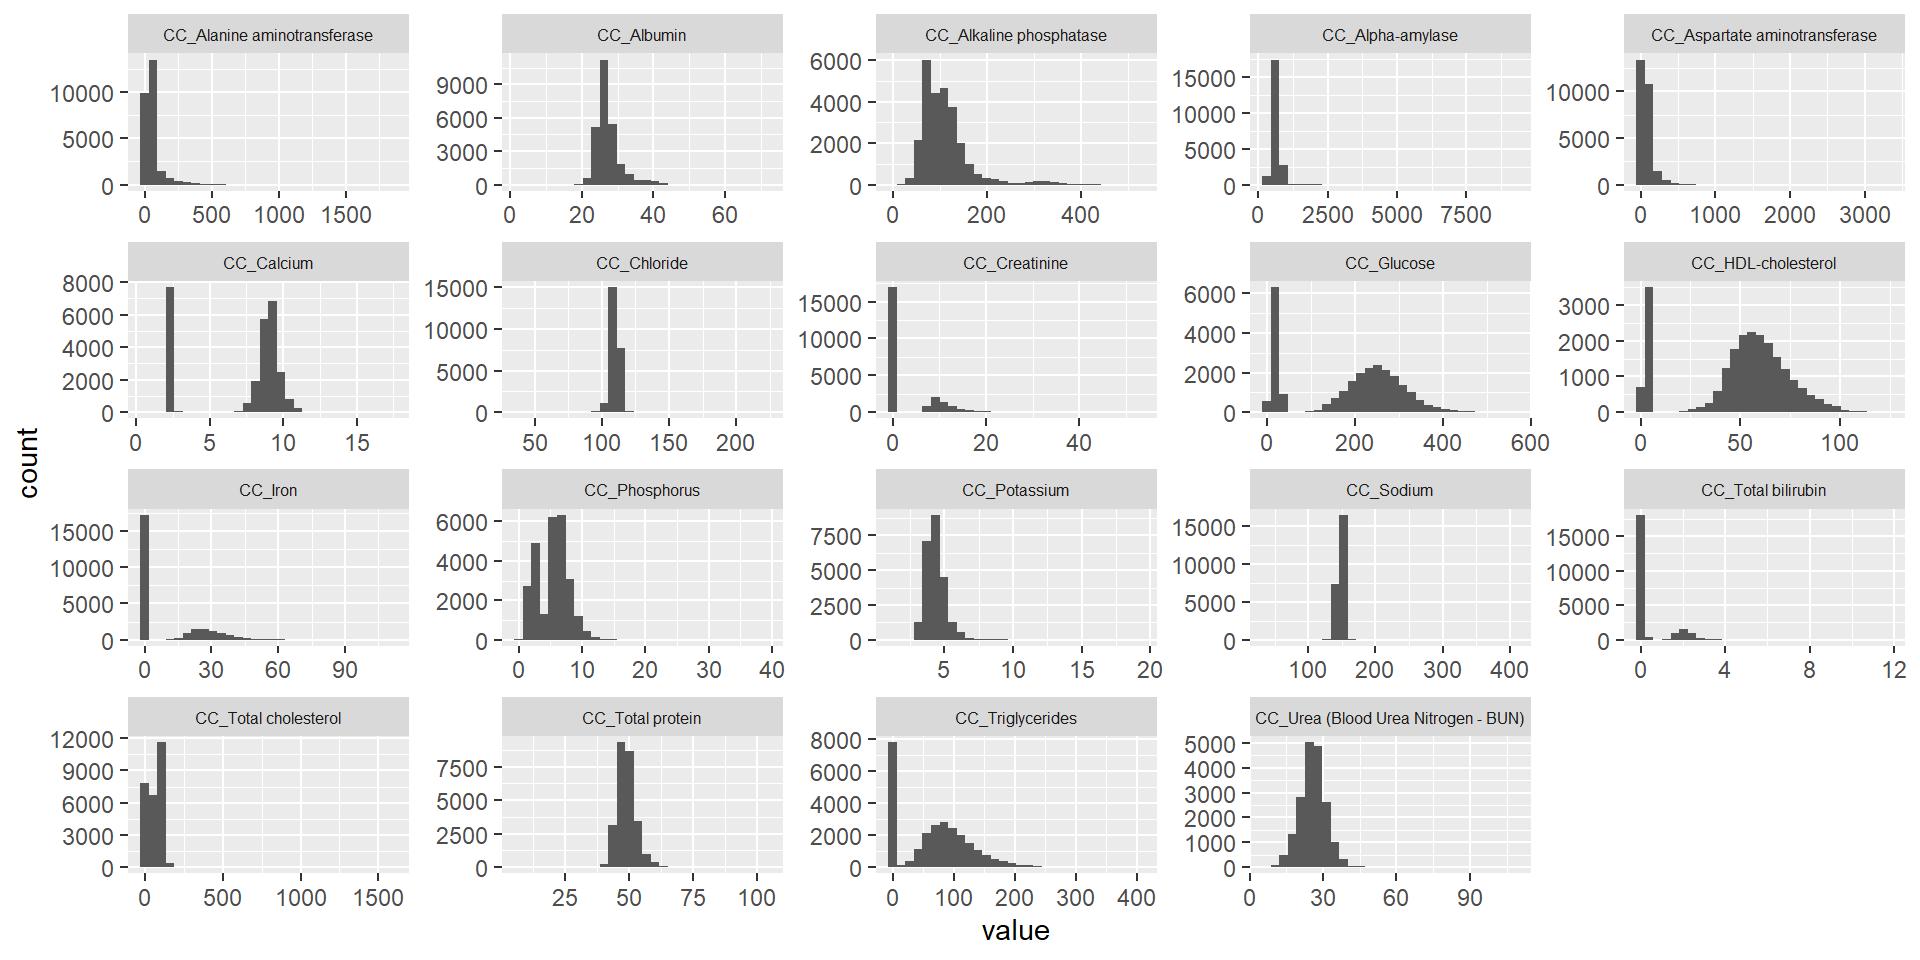 CC_Alanine aminotransferase CC_Albumin CC_Alkaline phosphatase CC_Alpha-amylase CC_Aspartate aminotransferase
10000 5000 0
9000 6000 3000 0
6000 4000 2000 0
15000 10000 5000 0
10000 5000 0
0 500 1000 1500
0 20 40 60
0 200 400
0 2500 5000 7500
0 1000 2000 3000
CC_Calcium CC_Chloride CC_Creatinine CC_Glucose CC_HDL-cholesterol
8000 6000 4000 2000 0
15000 10000 5000 0
15000 10000 5000 0
6000 4000 2000 0
3000 2000 1000 0
0 5 10 15
50 100 150 200
0 20 40
0 200 400 600
0 50 100
count
CC_Iron CC_Phosphorus CC_Potassium CC_Sodium CC_Total bilirubin
15000 10000 5000 0
6000 4000 2000 0
7500 5000 2500 0
15000 10000 5000 0
15000 10000 5000 0
0 30 60 90
0 10 20 30 40
5 10 15 20
100 200 300 400
0 4 8 12
CC_Total cholesterol CC_Total protein CC_Triglycerides CC_Urea (Blood Urea Nitrogen - BUN)
12000 9000 6000 3000 0
7500 5000 2500 0
8000 6000 4000 2000 0
5000 4000 3000 2000 1000 0
0 500 1000 1500
25 50 75 100
0 100 200 300 400
0 30 60 90
value